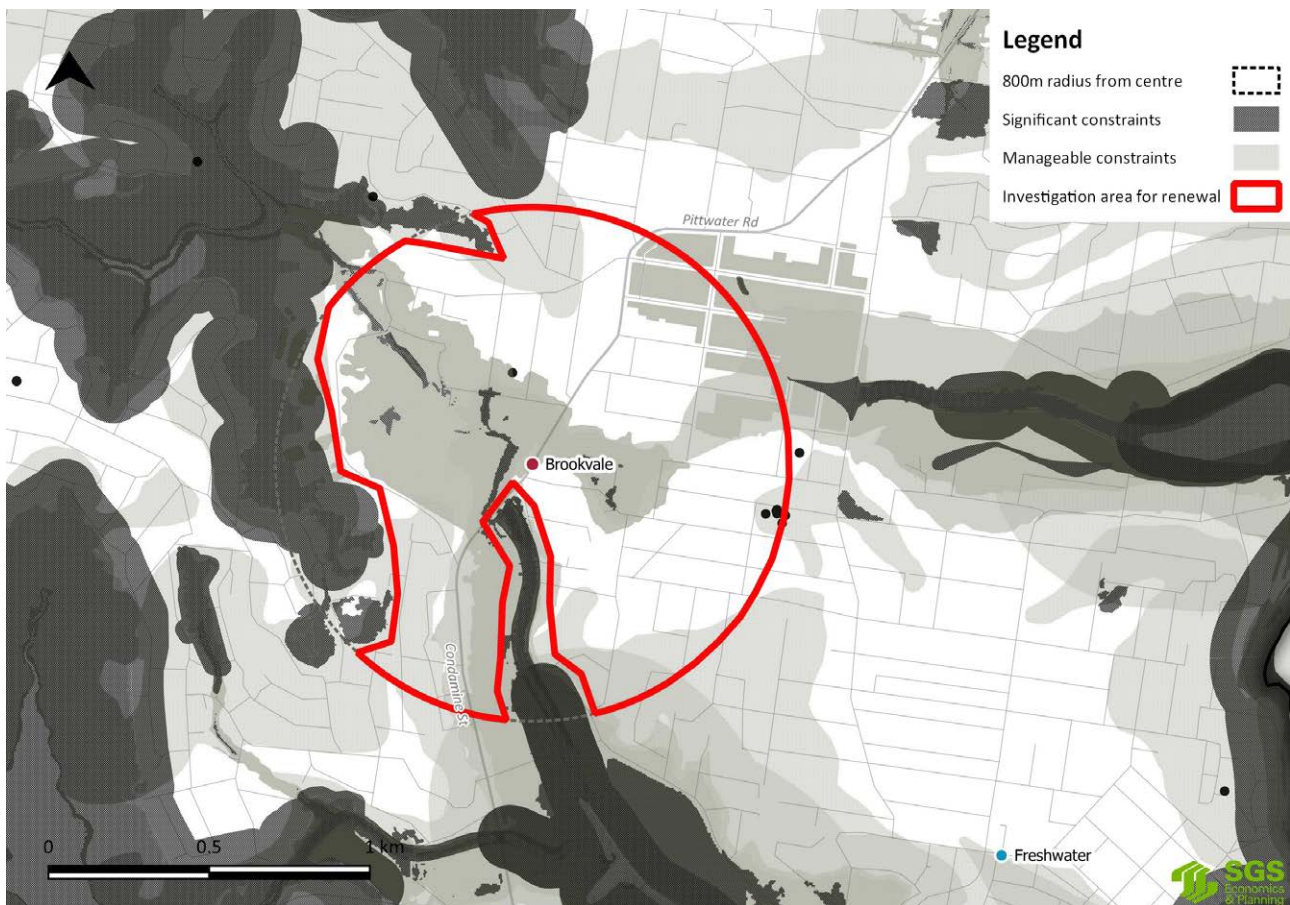 Legend
800m radius from centre
Significant constraints
Manageable constraints
Investigation area for renewal
Pittwater Rd
Brookvale
Condamine St
0 0.5 1 km
Freshwater
SGS
Economics
& Planning